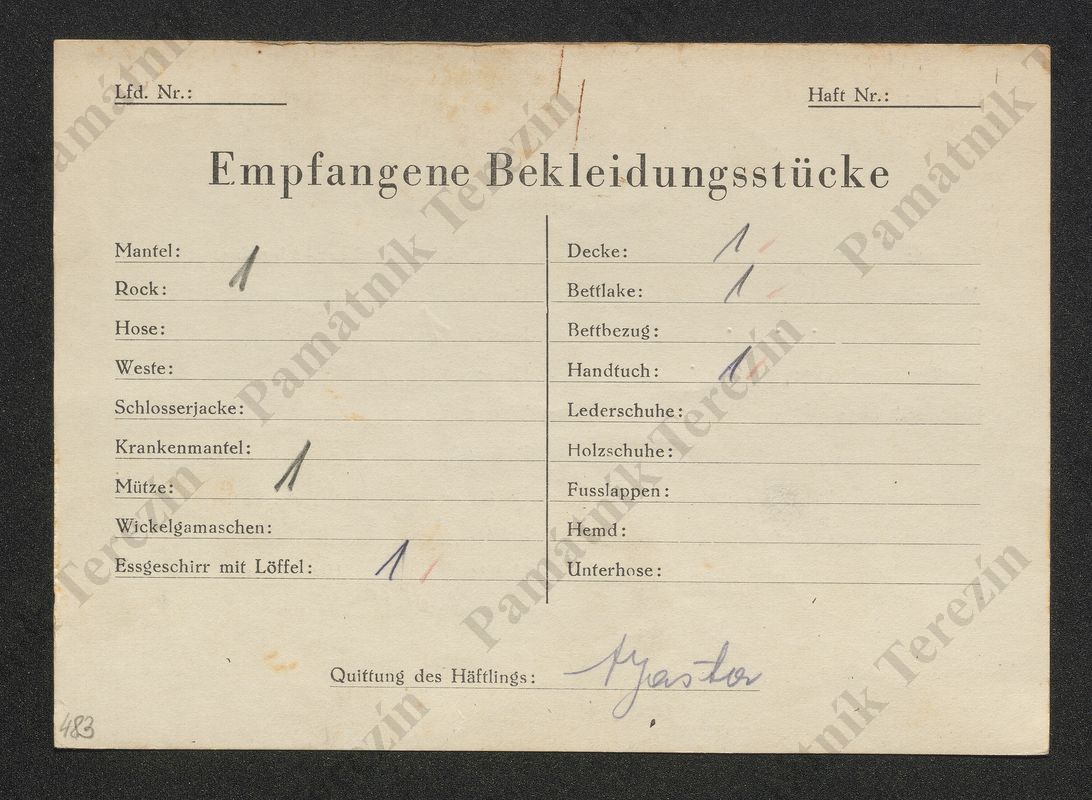 Lfd. Nr.:
Haft Nr.:
Empfangene Bekleidungsstücke
Mantel:
Rock: 1
Hose:
Weste:
Schlosserjacke:
Krankenmantel:
Mütze: 1
Wickelgamaschen:
Essgeschirr mit Löffel: 1
Decke: 1
Bettlake: 1
Bettbezug:
Handtuch: 1
Lederschuhe:
Holzschuhe:
Fusslappen:
Hemd:
Unterhose:
Quittung des Häftlings:
483
Památník Terezín